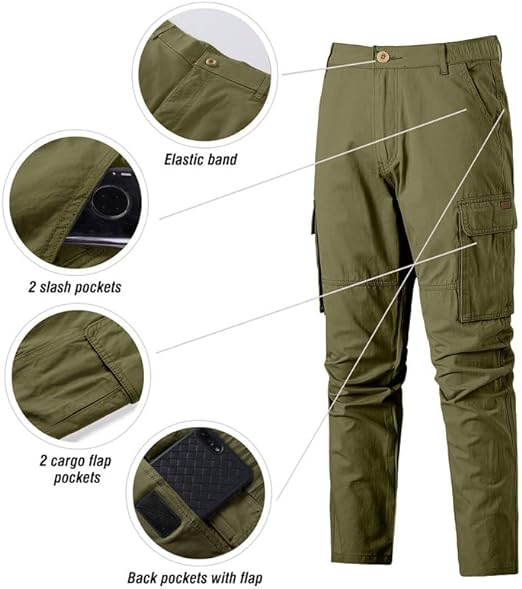 Elastic band
2 slash pockets
2 cargo flap
pockets
Back pockets with flap